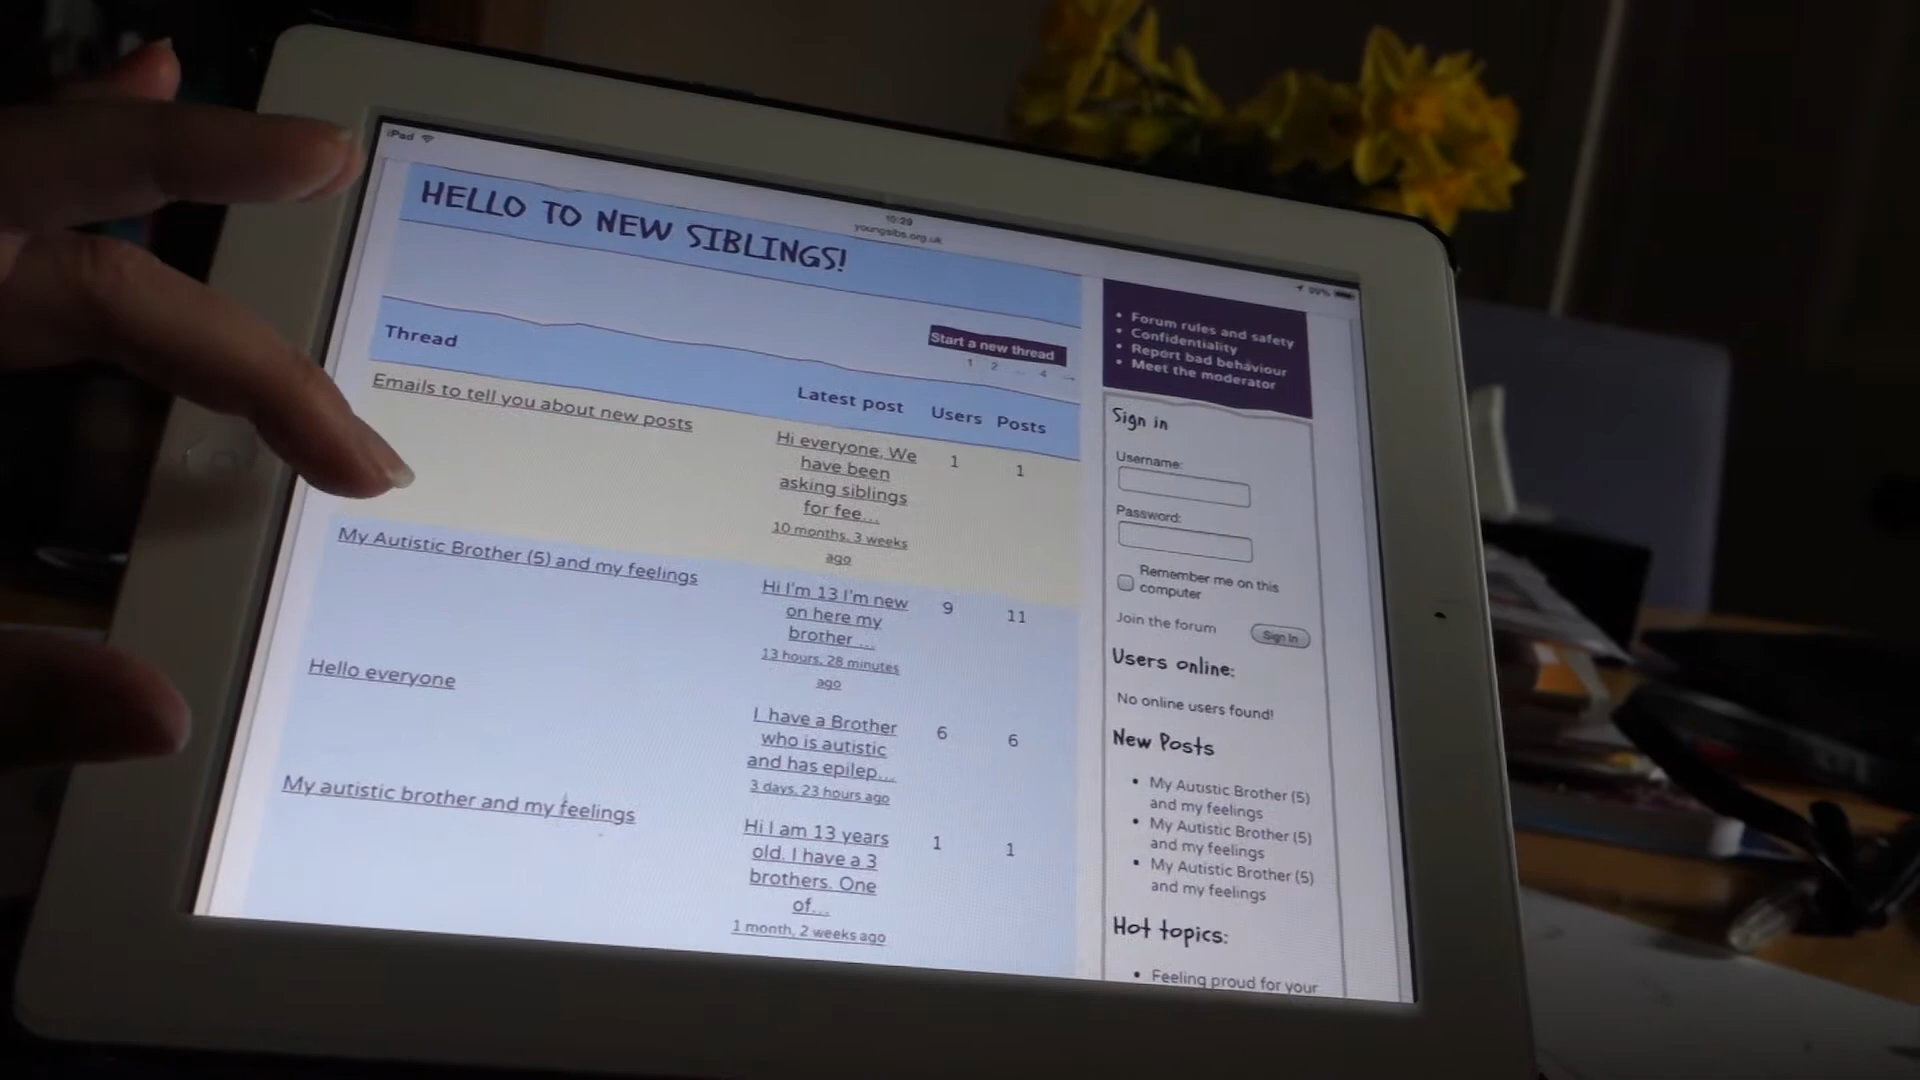 iPad
10:29
youngsibs.org.uk
99%
HELLO TO NEW SIBLINGS!
Start a new thread
1 2 ... 4 →
Thread
Latest post
Users
Posts
Emails to tell you about new posts
Hi everyone, We
have been
asking siblings
for fee...
10 months, 3 weeks
ago
1
1
My Autistic Brother (5) and my feelings
Hi I'm 13 I'm new
on here my
brother ...
13 hours, 28 minutes
ago
9
11
Hello everyone
I have a Brother
who is autistic
and has epilep...
3 days, 23 hours ago
6
6
My autistic brother and my feelings
Hi I am 13 years
old. I have a 3
brothers. One
of...
1 month, 2 weeks ago
1
1
• Forum rules and safety
• Confidentiality
• Report bad behaviour
• Meet the moderator
Sign in
Username:
Password:
Remember me on this
computer
Join the forum
Sign In
Users online:
No online users found!
New Posts
• My Autistic Brother (5)
and my feelings
• My Autistic Brother (5)
and my feelings
• My Autistic Brother (5)
and my feelings
Hot topics:
• Feeling proud for your